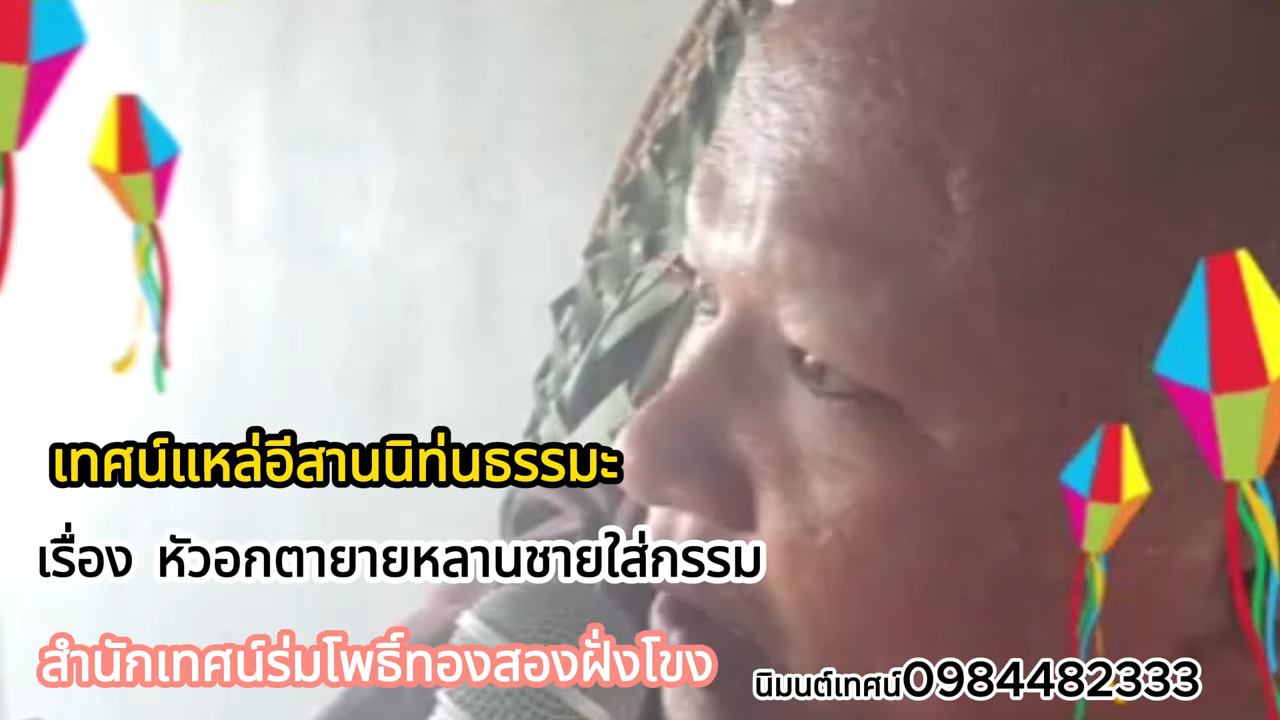 เทศน์แหล่อีสานนิท่นธรรมะ
เรื่อง หัวอกตายายหลานชายใส่กรรม
สำนักเทศน์ร่มโพธิ์ทองสองฝั่งโขง
นิมนต์เทศน์0984482333